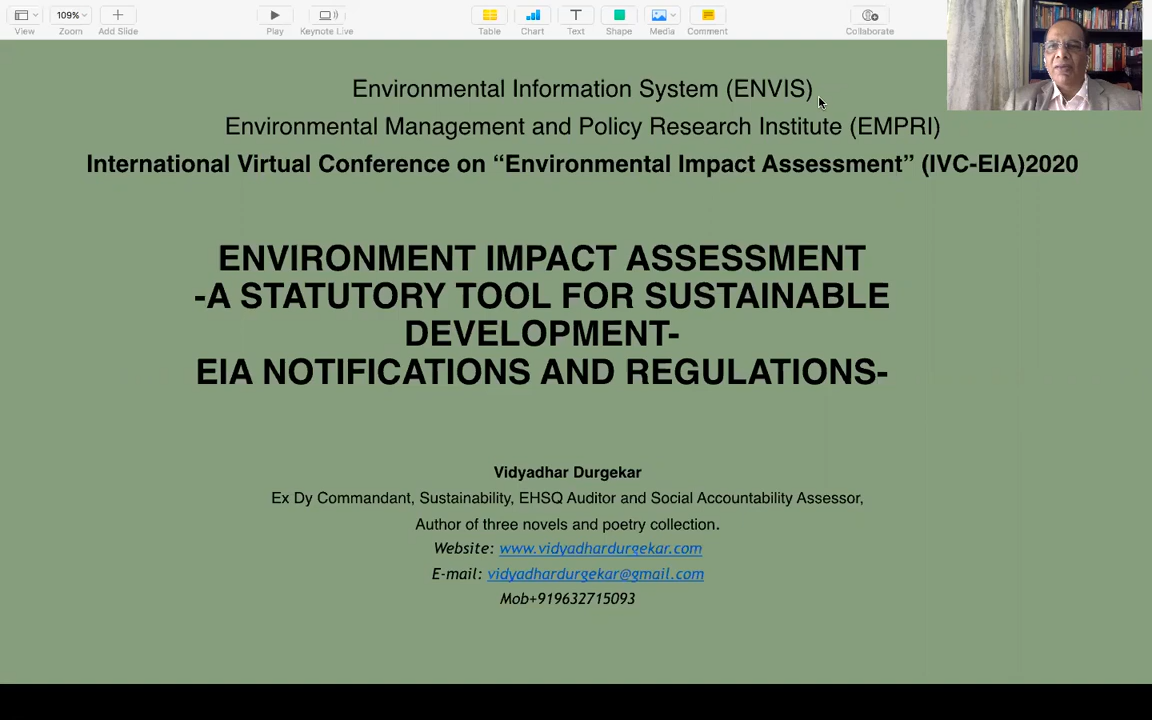 109%
View
Zoom
Add Slide
Play
Keynote Live
Table
Chart
Text
Shape
Media
Comment
Collaborate
Environmental Information System (ENVIS)
Environmental Management and Policy Research Institute (EMPRI)
International Virtual Conference on “Environmental Impact Assessment” (IVC-EIA)2020
ENVIRONMENT IMPACT ASSESSMENT
-A STATUTORY TOOL FOR SUSTAINABLE
DEVELOPMENT-
EIA NOTIFICATIONS AND REGULATIONS-
Vidyadhar Durgekar
Ex Dy Commandant, Sustainability, EHSQ Auditor and Social Accountability Assessor,
Author of three novels and poetry collection.
Website: www.vidyadhardurgekar.com
E-mail: vidyadhardurgekar@gmail.com
Mob+919632715093